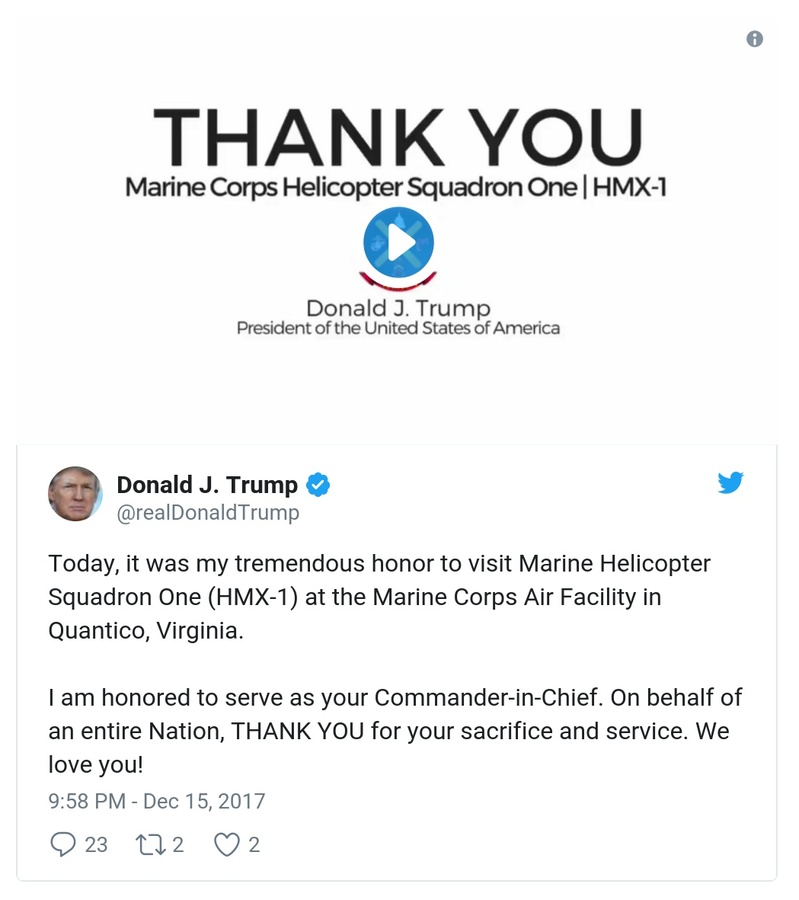 THANK YOU
Marine Corps Helicopter Squadron One | HMX-1
Donald J. Trump
President of the United States of America
Donald J. Trump
@realDonaldTrump
Today, it was my tremendous honor to visit Marine Helicopter
Squadron One (HMX-1) at the Marine Corps Air Facility in
Quantico, Virginia.
I am honored to serve as your Commander-in-Chief. On behalf of
an entire Nation, THANK YOU for your sacrifice and service. We
love you!
9:58 PM - Dec 15, 2017
23 2 2